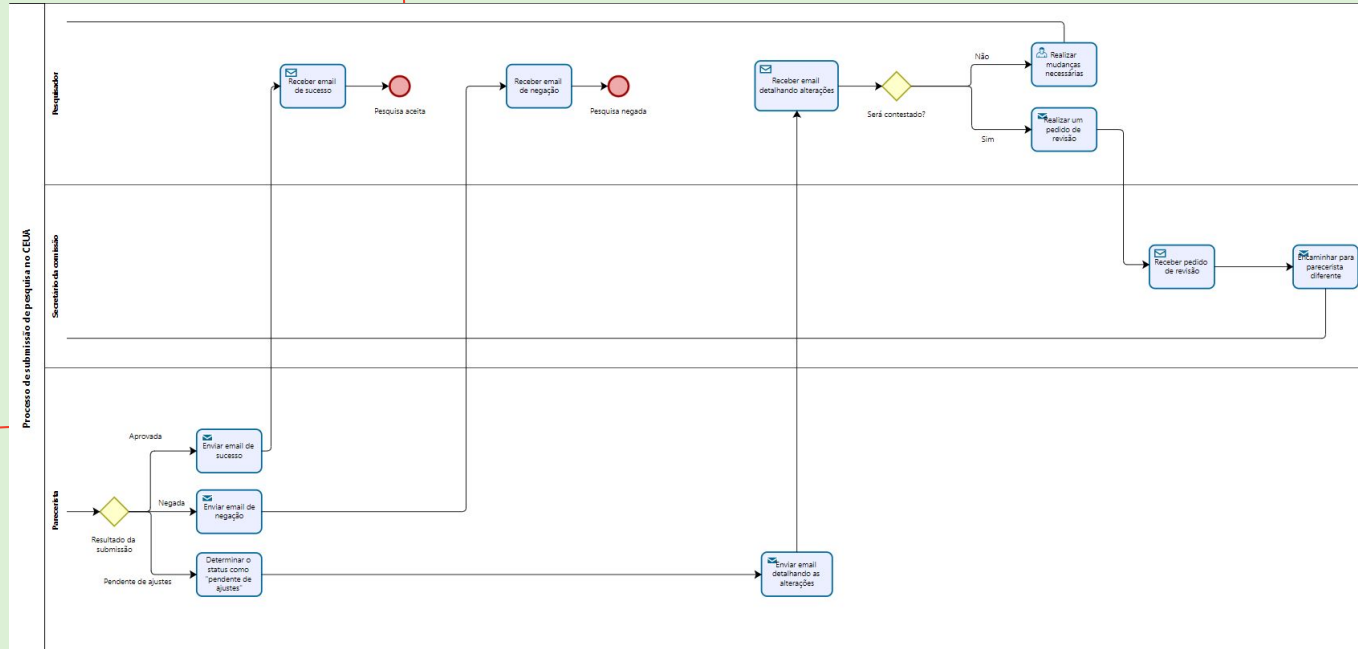 Processo de submissão de pesquisa no CEUA
Pesquisador
Receber email
de sucesso
Pesquisa aceita
Receber email
de negação
Pesquisa negada
Receber email
detalhando alterações
Será contestado?
Não
Sim
Realizar
mudanças
necessárias
Realizar um
pedido de
revisão
Secretário da comissão
Receber pedido
de revisão
Encaminhar para
parecerista
diferente
Parecerista
Resultado da
submissão
Aprovada
Negada
Pendente de ajustes
Enviar email de
sucesso
Enviar email de
negação
Determinar o
status como
"pendente de
ajustes"
Enviar email
detalhando as
alterações